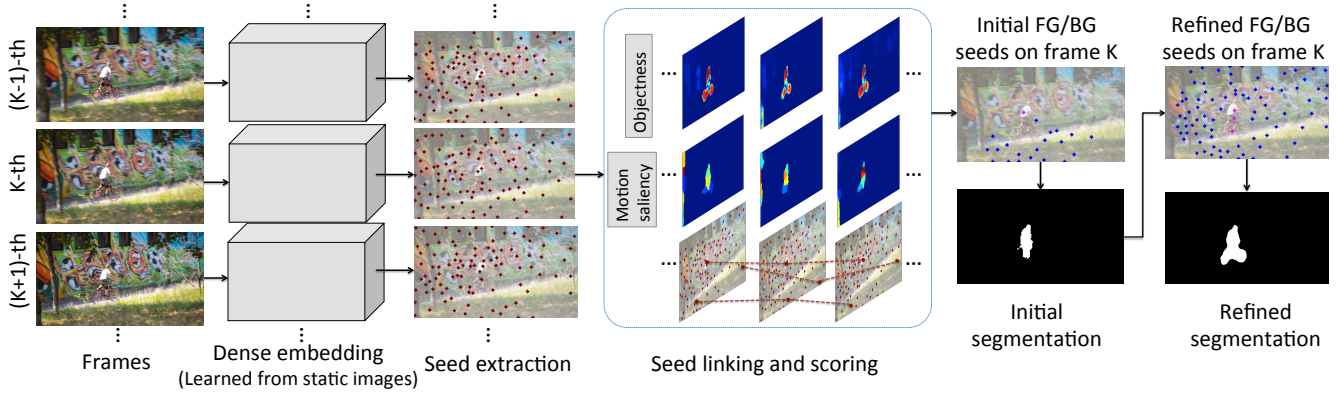 (K-1)-th
K-th
(K+1)-th
Frames
Dense embedding
(Learned from static images)
Seed extraction
Objectness
Motion
saliency
Seed linking and scoring
Initial FG/BG
seeds on frame K
Refined FG/BG
seeds on frame K
Initial
segmentation
Refined
segmentation